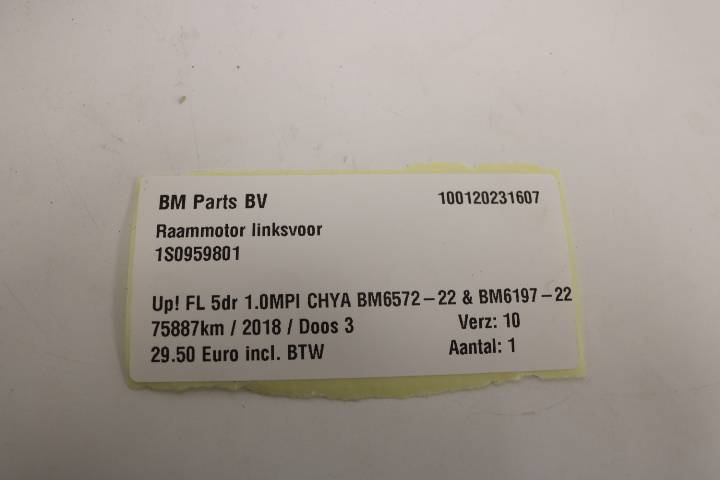 BM Parts BV 100120231607
Raammotor linksvoor
1S0959801
Up! FL 5dr 1.0MPI CHYA BM6572-22 & BM6197-22
75887km / 2018 / Doos 3 Verz: 10
29.50 Euro incl. BTW Aantal: 1